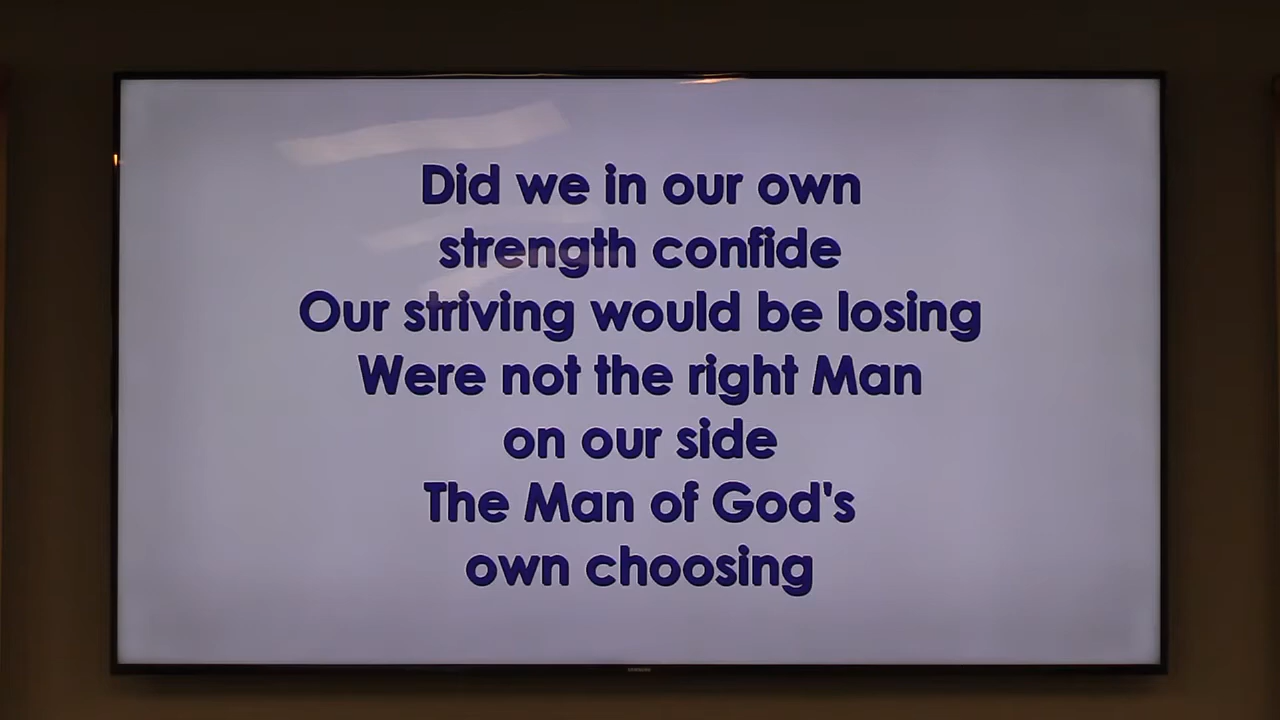 Did we in our own
strength confide
Our striving would be losing
Were not the right Man
on our side
The Man of God's
own choosing